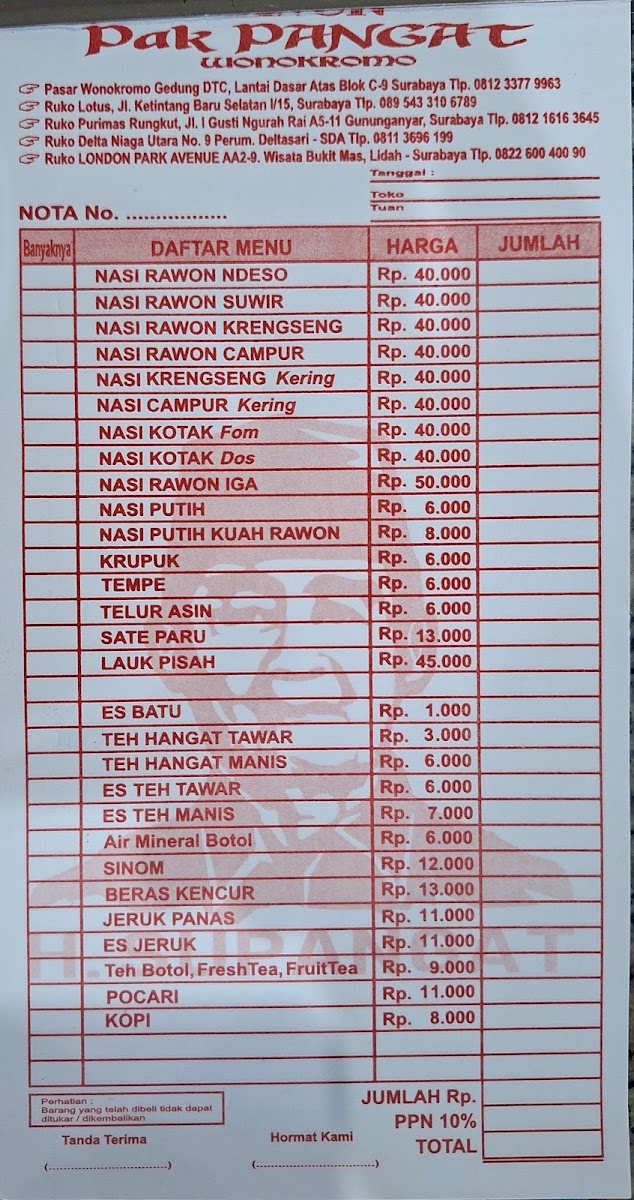 Pak PANGAT
WONOKROMO
Pasar Wonokromo Gedung DTC, Lantai Dasar Atas Blok C-9 Surabaya Tlp. 0812 3377 9963
Ruko Lotus, Jl. Ketintang Baru Selatan I/15, Surabaya Tlp. 089 543 310 6789
Ruko Purimas Rungkut, Jl. I Gusti Ngurah Rai A5-11 Gununganyar, Surabaya Tlp. 0812 1616 3645
Ruko Delta Niaga Utara No. 9 Perum. Deltasari - SDA Tlp. 0811 3696 199
Ruko LONDON PARK AVENUE AA2-9. Wisata Bukit Mas, Lidah - Surabaya Tlp. 0822 600 400 90
Tanggal :
Toko
Tuan
NOTA No. .................
Banyaknya DAFTAR MENU HARGA JUMLAH
NASI RAWON NDESO Rp. 40.000
NASI RAWON SUWIR Rp. 40.000
NASI RAWON KRENGSENG Rp. 40.000
NASI RAWON CAMPUR Rp. 40.000
NASI KRENGSENG Kering Rp. 40.000
NASI CAMPUR Kering Rp. 40.000
NASI KOTAK Fom Rp. 40.000
NASI KOTAK Dos Rp. 40.000
NASI RAWON IGA Rp. 50.000
NASI PUTIH Rp. 6.000
NASI PUTIH KUAH RAWON Rp. 8.000
KRUPUK Rp. 6.000
TEMPE Rp. 6.000
TELUR ASIN Rp. 6.000
SATE PARU Rp. 13.000
LAUK PISAH Rp. 45.000
ES BATU Rp. 1.000
TEH HANGAT TAWAR Rp. 3.000
TEH HANGAT MANIS Rp. 6.000
ES TEH TAWAR Rp. 6.000
ES TEH MANIS Rp. 7.000
Air Mineral Botol Rp. 6.000
SINOM Rp. 12.000
BERAS KENCUR Rp. 13.000
JERUK PANAS Rp. 11.000
ES JERUK Rp. 11.000
Teh Botol, FreshTea, FruitTea Rp. 9.000
POCARI Rp. 11.000
KOPI Rp. 8.000
JUMLAH Rp.
PPN 10%
TOTAL
Perhatian :
Barang yang telah dibeli tidak dapat
ditukar / dikembalikan
Tanda Terima Hormat Kami
(............................) (............................)